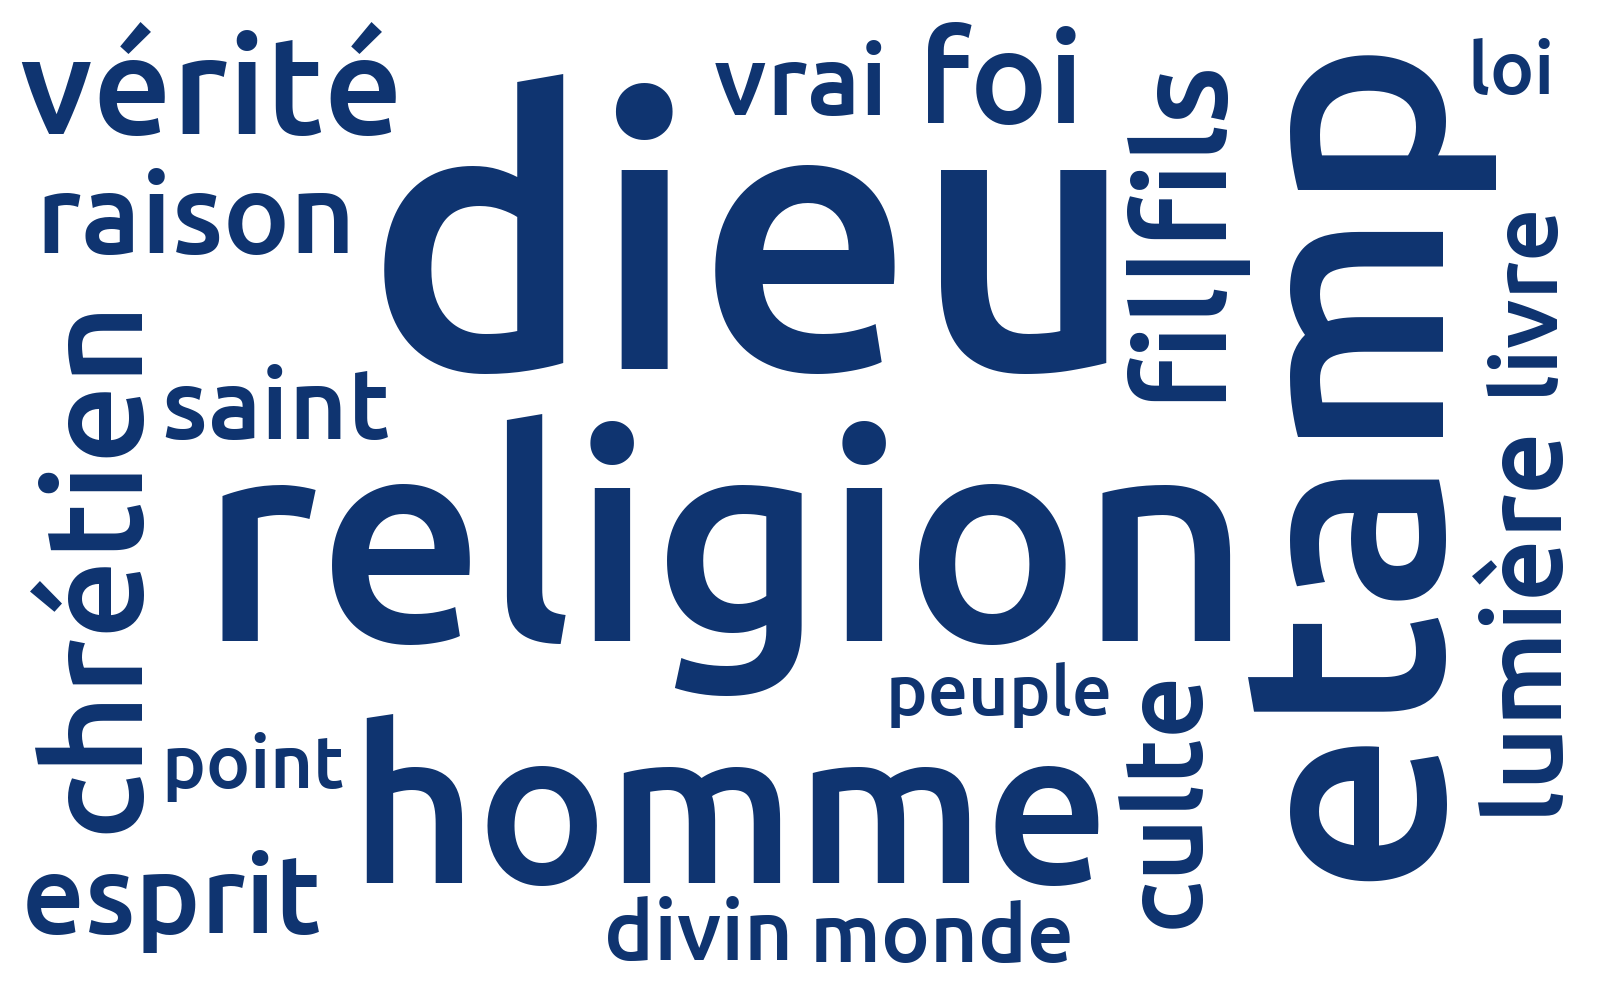 vérité
vrai
foi
loi
dieu
raison
fil|fils
etamp
livre
chrétien
saint
religion
lumière
peuple
culte
point
homme
esprit
divin
monde